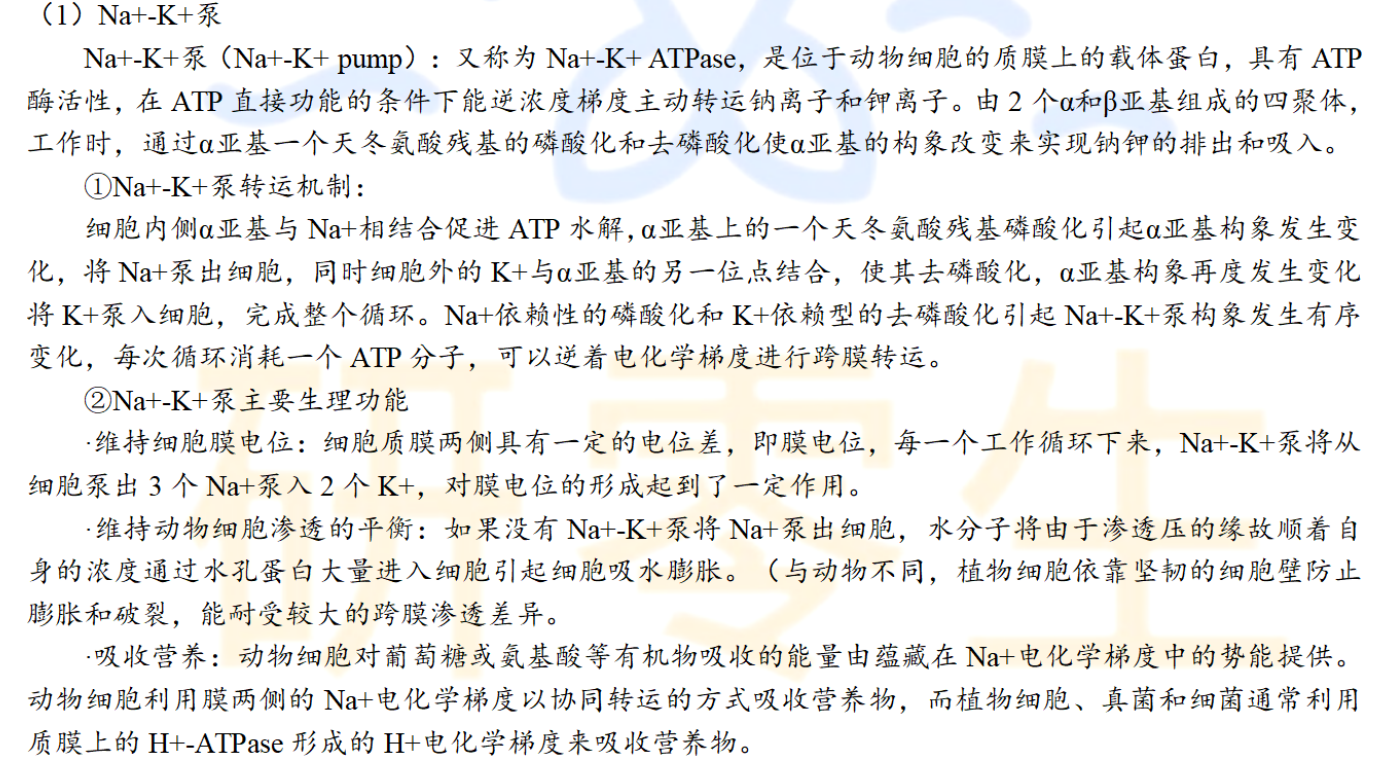 （1）Na+-K+泵
Na+-K+泵（Na+-K+ pump）: 又称为 Na+-K+ ATPase，是位于动物细胞的质膜上的载体蛋白，具有 ATP
酶活性，在 ATP 直接功能的条件下能逆浓度梯度主动转运钠离子和钾离子。由 2 个α和β亚基组成的四聚体，
工作时，通过α亚基一个天冬氨酸残基的磷酸化和去磷酸化使α亚基的构象改变来实现钠钾的排出和吸入。
①Na+-K+泵转运机制：
细胞内侧α亚基与 Na+相结合促进 ATP 水解，α亚基上的一个天冬氨酸残基磷酸化引起α亚基构象发生变
化，将 Na+泵出细胞，同时细胞外的 K+与α亚基的另一位点结合，使其去磷酸化，α亚基构象再度发生变化
将 K+泵入细胞，完成整个循环。Na+依赖性的磷酸化和 K+依赖型的去磷酸化引起 Na+-K+泵构象发生有序
变化，每次循环消耗一个 ATP 分子，可以逆着电化学梯度进行跨膜转运。
②Na+-K+泵主要生理功能
·维持细胞膜电位：细胞质膜两侧具有一定的电位差，即膜电位，每一个工作循环下来，Na+-K+泵将从
细胞泵出 3 个 Na+泵入 2 个 K+，对膜电位的形成起到了一定作用。
·维持动物细胞渗透的平衡：如果没有 Na+-K+泵将 Na+泵出细胞，水分子将由于渗透压的缘故顺着自
身的浓度通过水孔蛋白大量进入细胞引起细胞吸水膨胀。（与动物不同，植物细胞依靠坚韧的细胞壁防止
膨胀和破裂，能耐受较大的跨膜渗透差异。
·吸收营养：动物细胞对葡萄糖或氨基酸等有机物吸收的能量由蕴藏在 Na+电化学梯度中的势能提供。
动物细胞利用膜两侧的 Na+电化学梯度以协同转运的方式吸收营养物，而植物细胞、真菌和细菌通常利用
质膜上的 H+-ATPase 形成的 H+电化学梯度来吸收营养物。
研零生